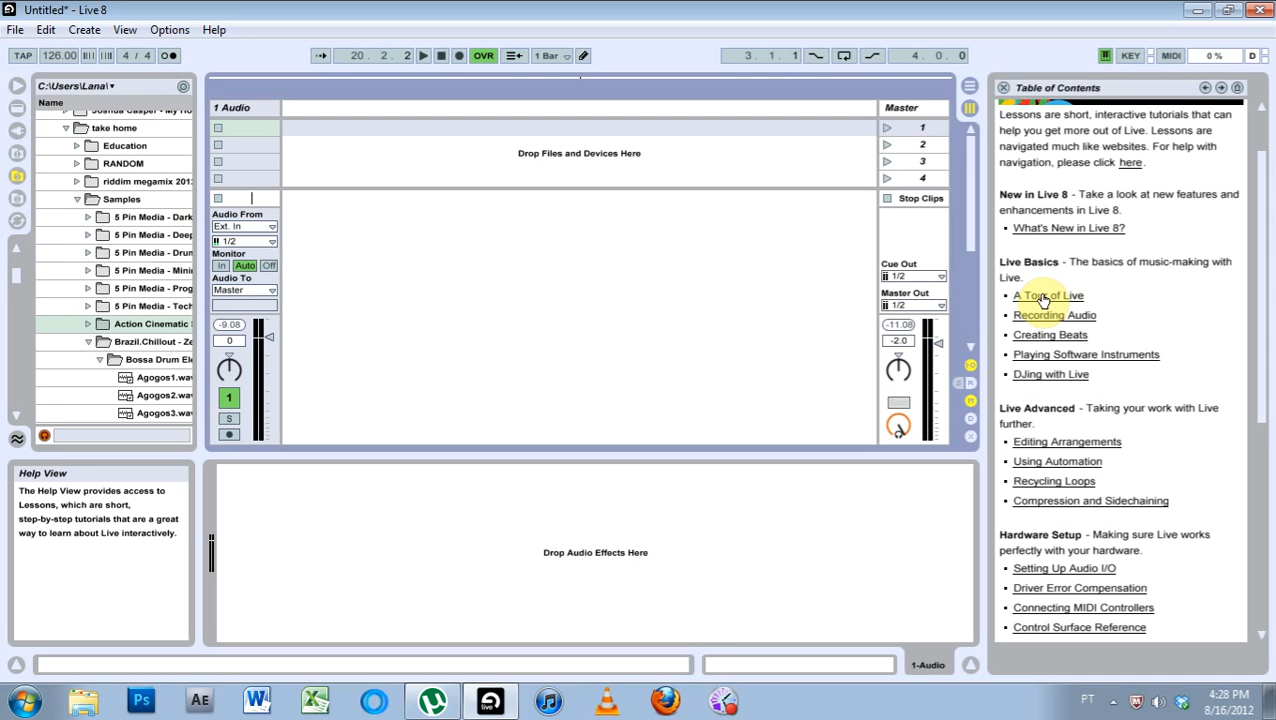 Untitled* - Live 8
File Edit Create View Options Help
TAP 126.00 4 / 4 20. 2. 2 OVR 1 Bar 3. 1. 1 4. 0. 0 KEY MIDI 0 % D
C:\Users\Lana\
Name
take home
Education
RANDOM
riddim megamix 201
Samples
5 Pin Media - Dark
5 Pin Media - Deep
5 Pin Media - Drum
5 Pin Media - Mini
5 Pin Media - Prog
5 Pin Media - Tech
Action Cinematic
Brazil.Chillout - Ze
Bossa Drum Ele
Agogos1.wav
Agogos2.wav
Agogos3.wav
1 Audio
Drop Files and Devices Here
Audio From
Ext. In
1/2
Monitor
In Auto Off
Audio To
Master
-9.08
0
1
S
Master
1
2
3
4
Stop Clips
Cue Out
1/2
Master Out
1/2
-11.08
-2.0
S R
D
Table of Contents
Lessons are short, interactive tutorials that can
help you get more out of Live. Lessons are
navigated much like websites. For help with
navigation, please click here.
New in Live 8 - Take a look at new features and
enhancements in Live 8.
▪ What's New in Live 8?
Live Basics - The basics of music-making with
Live.
▪ A Tour of Live
▪ Recording Audio
▪ Creating Beats
▪ Playing Software Instruments
▪ DJing with Live
Live Advanced - Taking your work with Live
further.
▪ Editing Arrangements
▪ Using Automation
▪ Recycling Loops
▪ Compression and Sidechaining
Hardware Setup - Making sure Live works
perfectly with your hardware.
▪ Setting Up Audio I/O
▪ Driver Error Compensation
▪ Connecting MIDI Controllers
▪ Control Surface Reference
Help View
The Help View provides access to
Lessons, which are short,
step-by-step tutorials that are a great
way to learn about Live interactively.
Drop Audio Effects Here
1-Audio
Ps Ae live PT
4:28 PM
8/16/2012